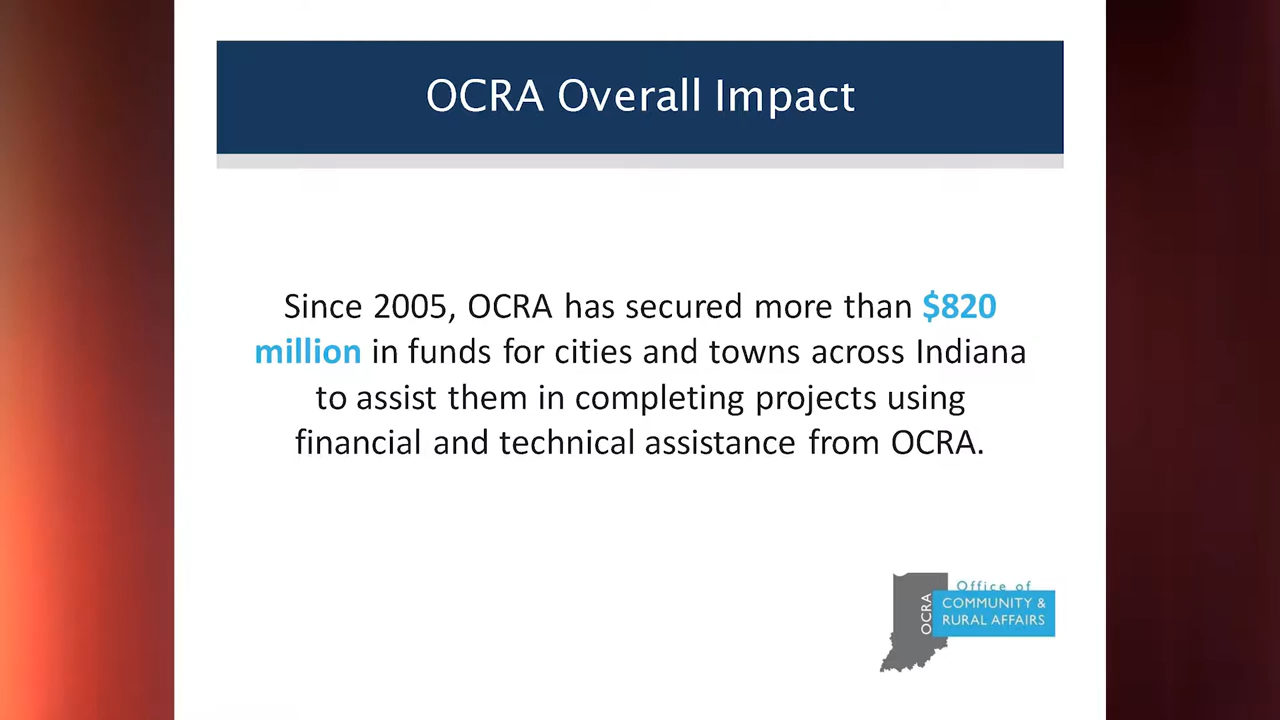 OCRA Overall Impact
Since 2005, OCRA has secured more than $820
million in funds for cities and towns across Indiana
to assist them in completing projects using
financial and technical assistance from OCRA.
OCRA
Office of
COMMUNITY &
RURAL AFFAIRS